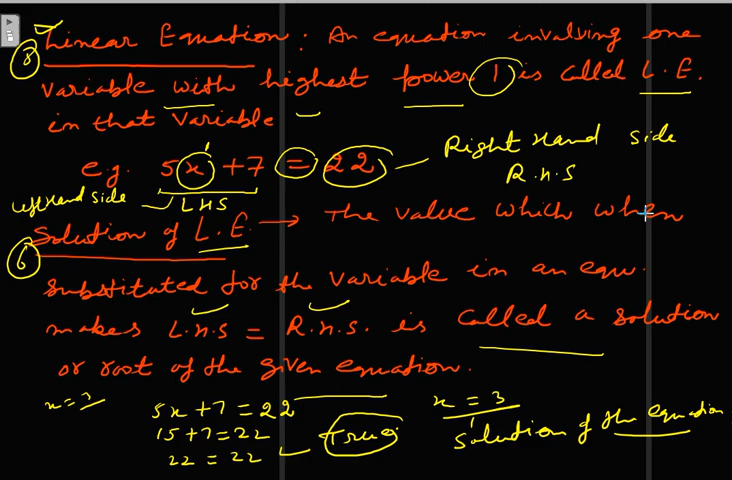 8 Linear Equation: An equation involving one
variable with highest power 1 is called L.E.
in that variable
e.g. 5x¹ + 7 = 22 Right Hand side
R.H.S
Left Hand side LHS
6 Solution of L.E. → The value which when
substituted for the variable in an equ.
makes L.H.S = R.H.S. is called a solution
or root of the given equation.
x = 3
5x + 7 = 22
15 + 7 = 22 True
22 = 22
x = 3
Solution of the equation